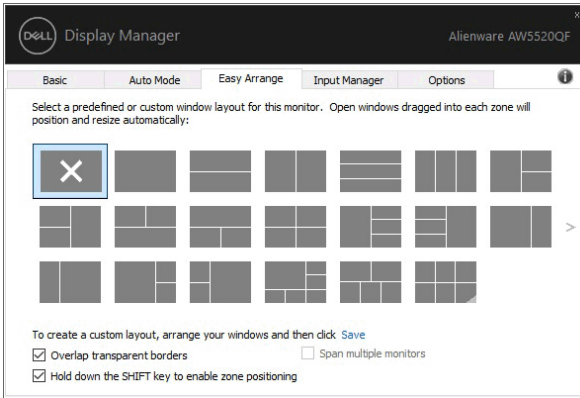 DELL Display Manager Alienware AW5520QF
Basic Auto Mode Easy Arrange Input Manager Options
Select a predefined or custom window layout for this monitor. Open windows dragged into each zone will
position and resize automatically:
To create a custom layout, arrange your windows and then click Save
Overlap transparent borders Span multiple monitors
Hold down the SHIFT key to enable zone positioning